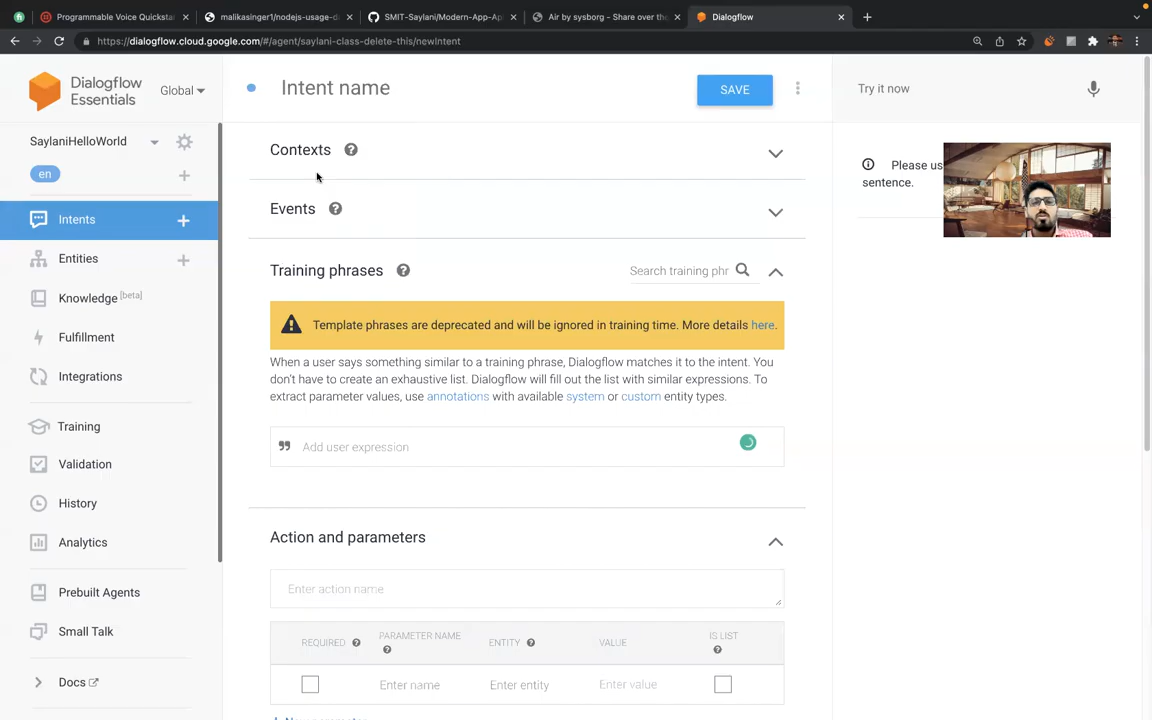 Programmable Voice Quickstar
malikasinger1/nodejs-usage-da
SMIT-Saylani/Modern-App-Ap
Air by sysborg - Share over the
Dialogflow
https://dialogflow.cloud.google.com/#/agent/saylani-class-delete-this/newIntent
Dialogflow
Essentials
Global
SaylaniHelloWorld
en
Intents
Entities
Knowledge [beta]
Fulfillment
Integrations
Training
Validation
History
Analytics
Prebuilt Agents
Small Talk
Docs
Intent name
SAVE
Contexts
Events
Training phrases
Search training phr
Template phrases are deprecated and will be ignored in training time. More details here.
When a user says something similar to a training phrase, Dialogflow matches it to the intent. You
don't have to create an exhaustive list. Dialogflow will fill out the list with similar expressions. To
extract parameter values, use annotations with available system or custom entity types.
Add user expression
Action and parameters
Enter action name
REQUIRED PARAMETER NAME ENTITY VALUE IS LIST
Enter name Enter entity Enter value
Try it now
Please us
sentence.